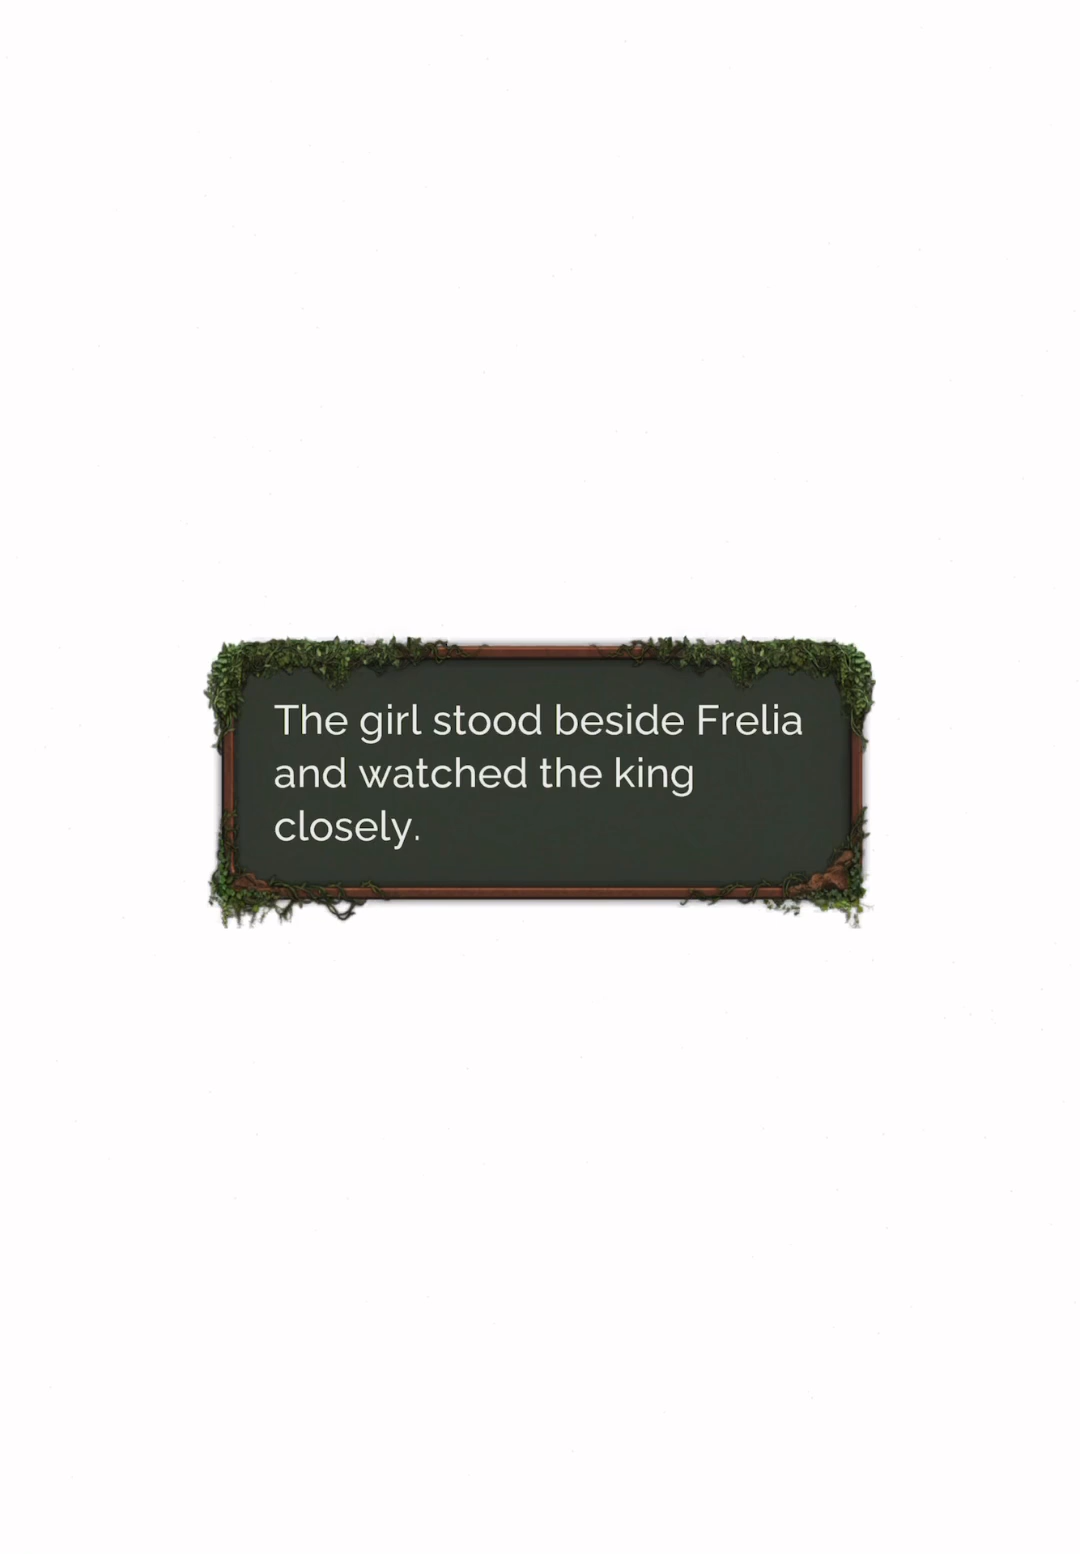 The girl stood beside Frelia
and watched the king
closely.